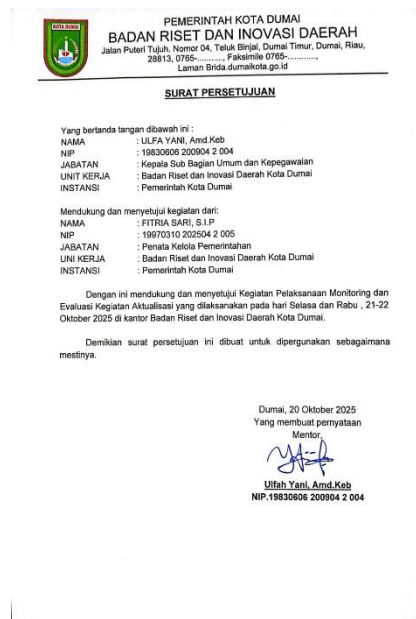 KOTA DUMAI
PEMERINTAH KOTA DUMAI
BADAN RISET DAN INOVASI DAERAH
Jalan Puteri Tujuh, Nomor 04, Teluk Binjai, Dumai Timur, Dumai, Riau,
28813, 0765-.........., Faksimile 0765-............,
Laman Brida.dumaikota.go.id
SURAT PERSETUJUAN
Yang bertanda tangan dibawah ini :
NAMA : ULFA YANI, Amd.Keb
NIP : 19830606 200904 2 004
JABATAN : Kepala Sub Bagian Umum dan Kepegawaian
UNIT KERJA : Badan Riset dan Inovasi Daerah Kota Dumai
INSTANSI : Pemerintah Kota Dumai
Mendukung dan menyetujui kegiatan dari:
NAMA : FITRIA SARI, S.I.P
NIP : 19970310 202504 2 005
JABATAN : Penata Kelola Pemerintahan
UNI KERJA : Badan Riset dan Inovasi Daerah Kota Dumai
INSTANSI : Pemerintah Kota Dumai
Dengan ini mendukung dan menyetujui Kegiatan Pelaksanaan Monitoring dan
Evaluasi Kegiatan Aktualisasi yang dilaksanakan pada hari Selasa dan Rabu , 21-22
Oktober 2025 di kantor Badan Riset dan Inovasi Daerah Kota Dumai.
Demikian surat persetujuan ini dibuat untuk dipergunakan sebagaimana
mestinya.
Dumai, 20 Oktober 2025
Yang membuat pernyataan
Mentor,
Ulfah Yani, Amd.Keb
NIP.19830606 200904 2 004